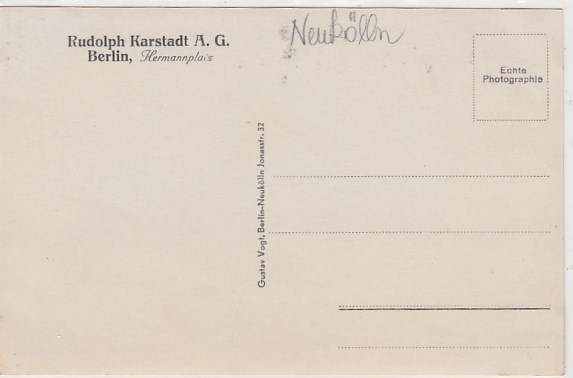 Rudolph Karstadt A. G.
Berlin, Hermannplatz
Neukölln
Echte
Photographie
Gustav Vogt, Berlin-Neukölln Jonasstr. 32